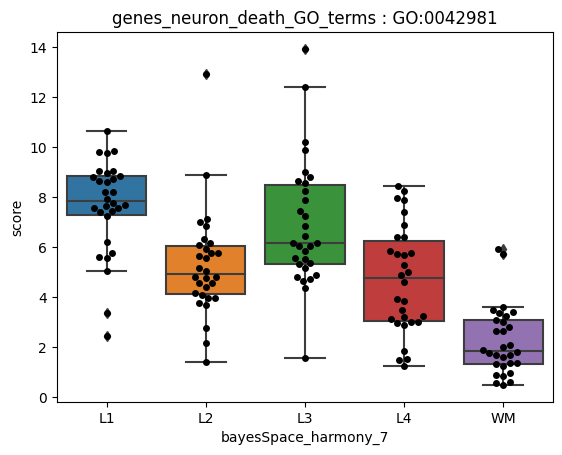 genes_neuron_death_GO_terms : GO:0042981
14
12
10
8
6
4
2
0
score
L1 L2 L3 L4 WM
bayesSpace_harmony_7